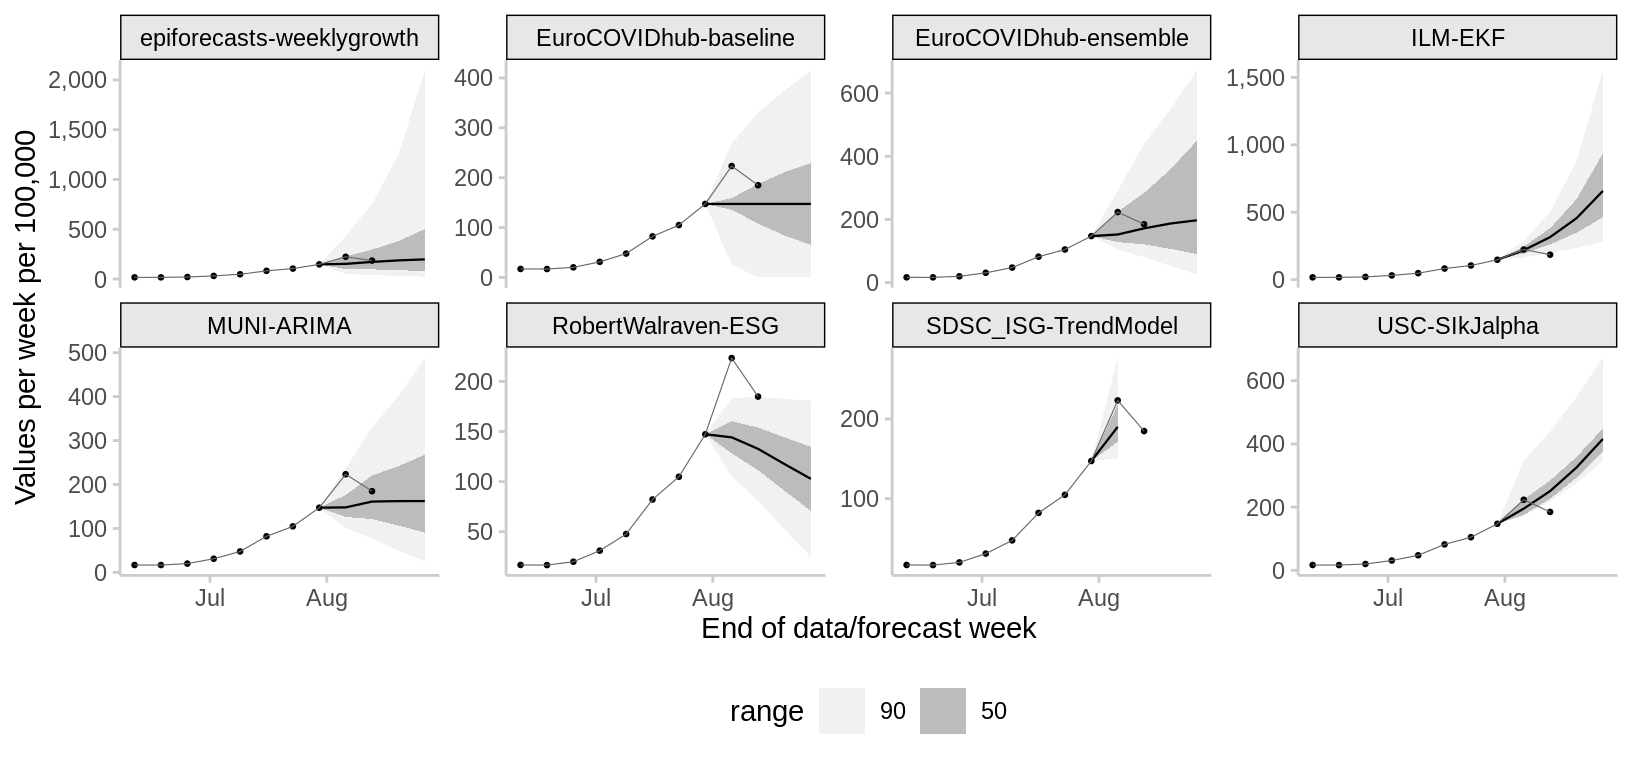 epiforecasts-weeklygrowth EuroCOVIDhub-baseline EuroCOVIDhub-ensemble ILM-EKF
2,000 400 600 1,500
1,500 300 400 1,000
1,000 200 200 500
500 100 0 0
0 0
MUNI-ARIMA RobertWalraven-ESG SDSC_ISG-TrendModel USC-SIkJalpha
500 200 200 600
400 150 100 400
300 100 200
200 50 0
100
0
Jul Aug Jul Aug Jul Aug Jul Aug
Values per week per 100,000
End of data/forecast week
range 90 50